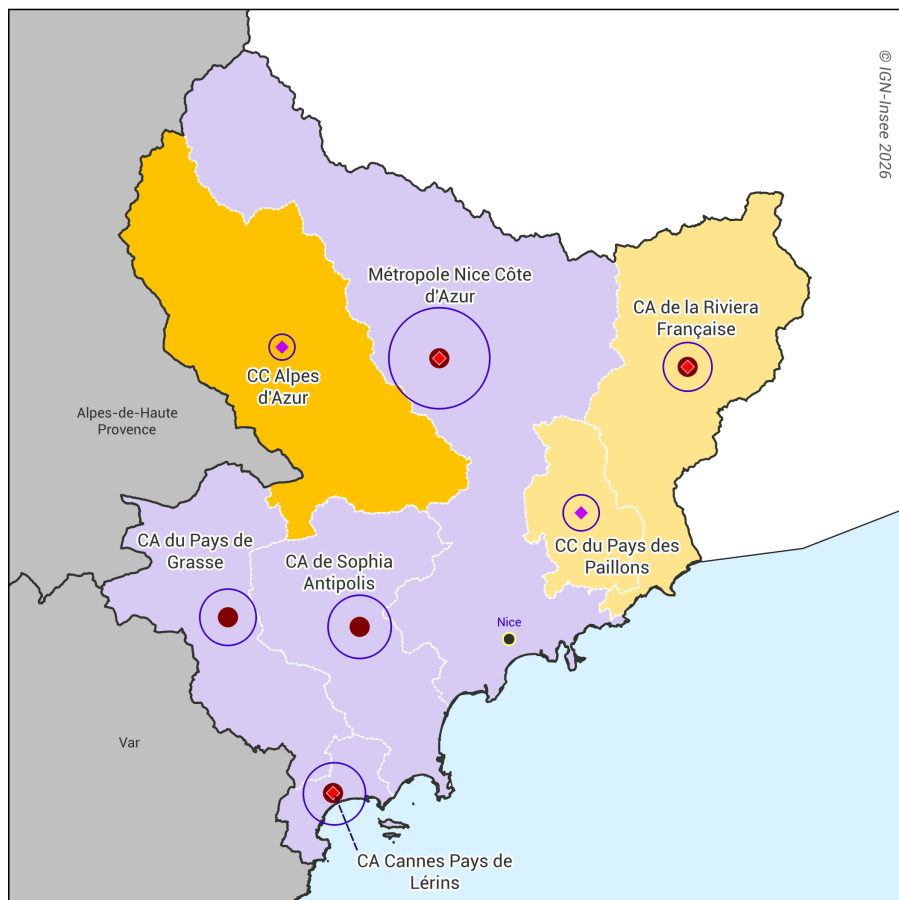 © IGN-Insee 2026
Métropole Nice Côte
d'Azur
CA de la Riviera
Française
CC Alpes
d'Azur
Alpes-de-Haute
Provence
CA du Pays de
Grasse
CA de Sophia
Antipolis
CC du Pays des
Paillons
Nice
Var
CA Cannes Pays de
Lérins